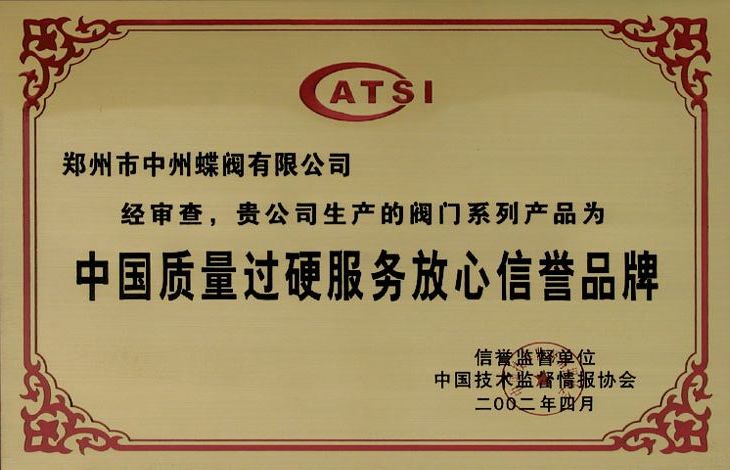 CATSI
郑州市中州蝶阀有限公司
经审查，贵公司生产的阀门系列产品为
中国质量过硬服务放心信誉品牌
信誉监督单位
中国技术监督情报协会
二00二年四月